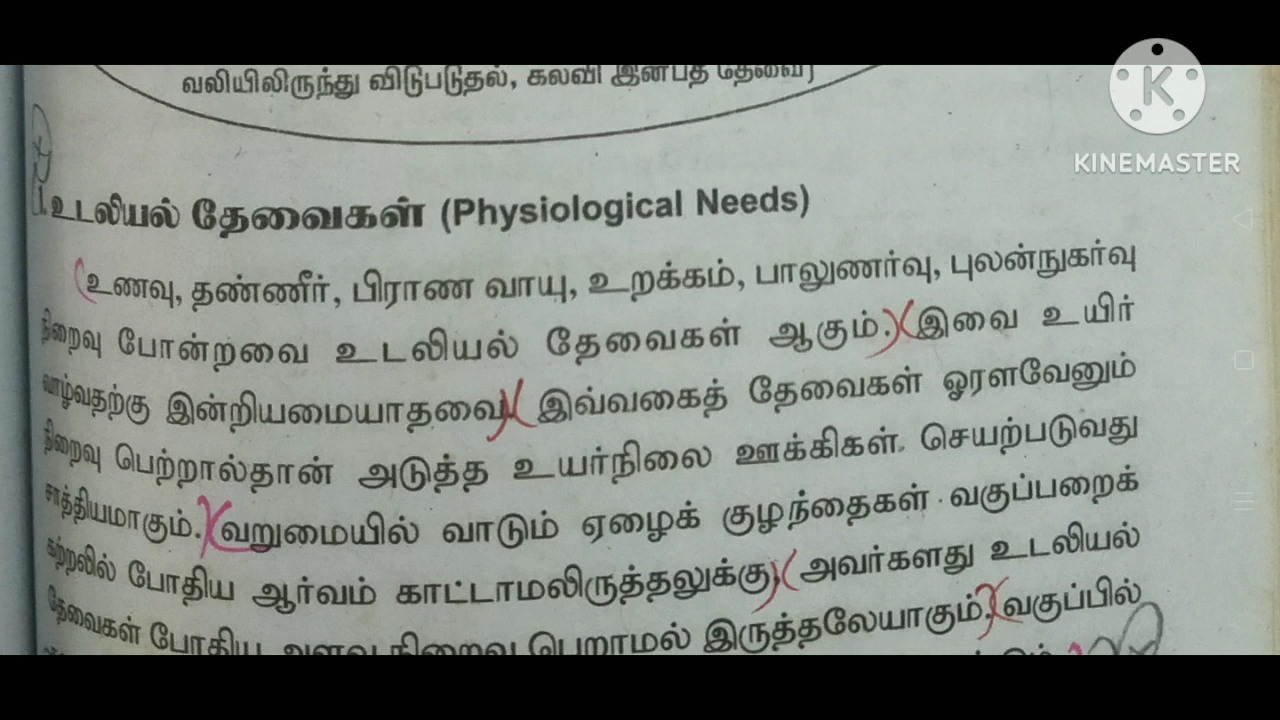 வலியிலிருந்து விடுபடுதல், கலவி இன்பத் தேவை)
KINEMASTER
1. உடலியல் தேவைகள் (Physiological Needs)
உணவு, தண்ணீர், பிராண வாயு, உறக்கம், பாலுணர்வு, புலன்நுகர்வு
நிறைவு போன்றவை உடலியல் தேவைகள் ஆகும். இவை உயிர்
வாழ்வதற்கு இன்றியமையாதவை. இவ்வகைத் தேவைகள் ஓரளவேனும்
நிறைவு பெற்றால்தான் அடுத்த உயர்நிலை ஊக்கிகள் செயற்படுவது
சாத்தியமாகும். வறுமையில் வாடும் ஏழைக் குழந்தைகள் வகுப்பறைக்
கற்றலில் போதிய ஆர்வம் காட்டாமலிருத்தலுக்கு, அவர்களது உடலியல்
தேவைகள் போதிய அளவு நிறைவு பெறாமல் இருத்தலேயாகும். வகுப்பில்